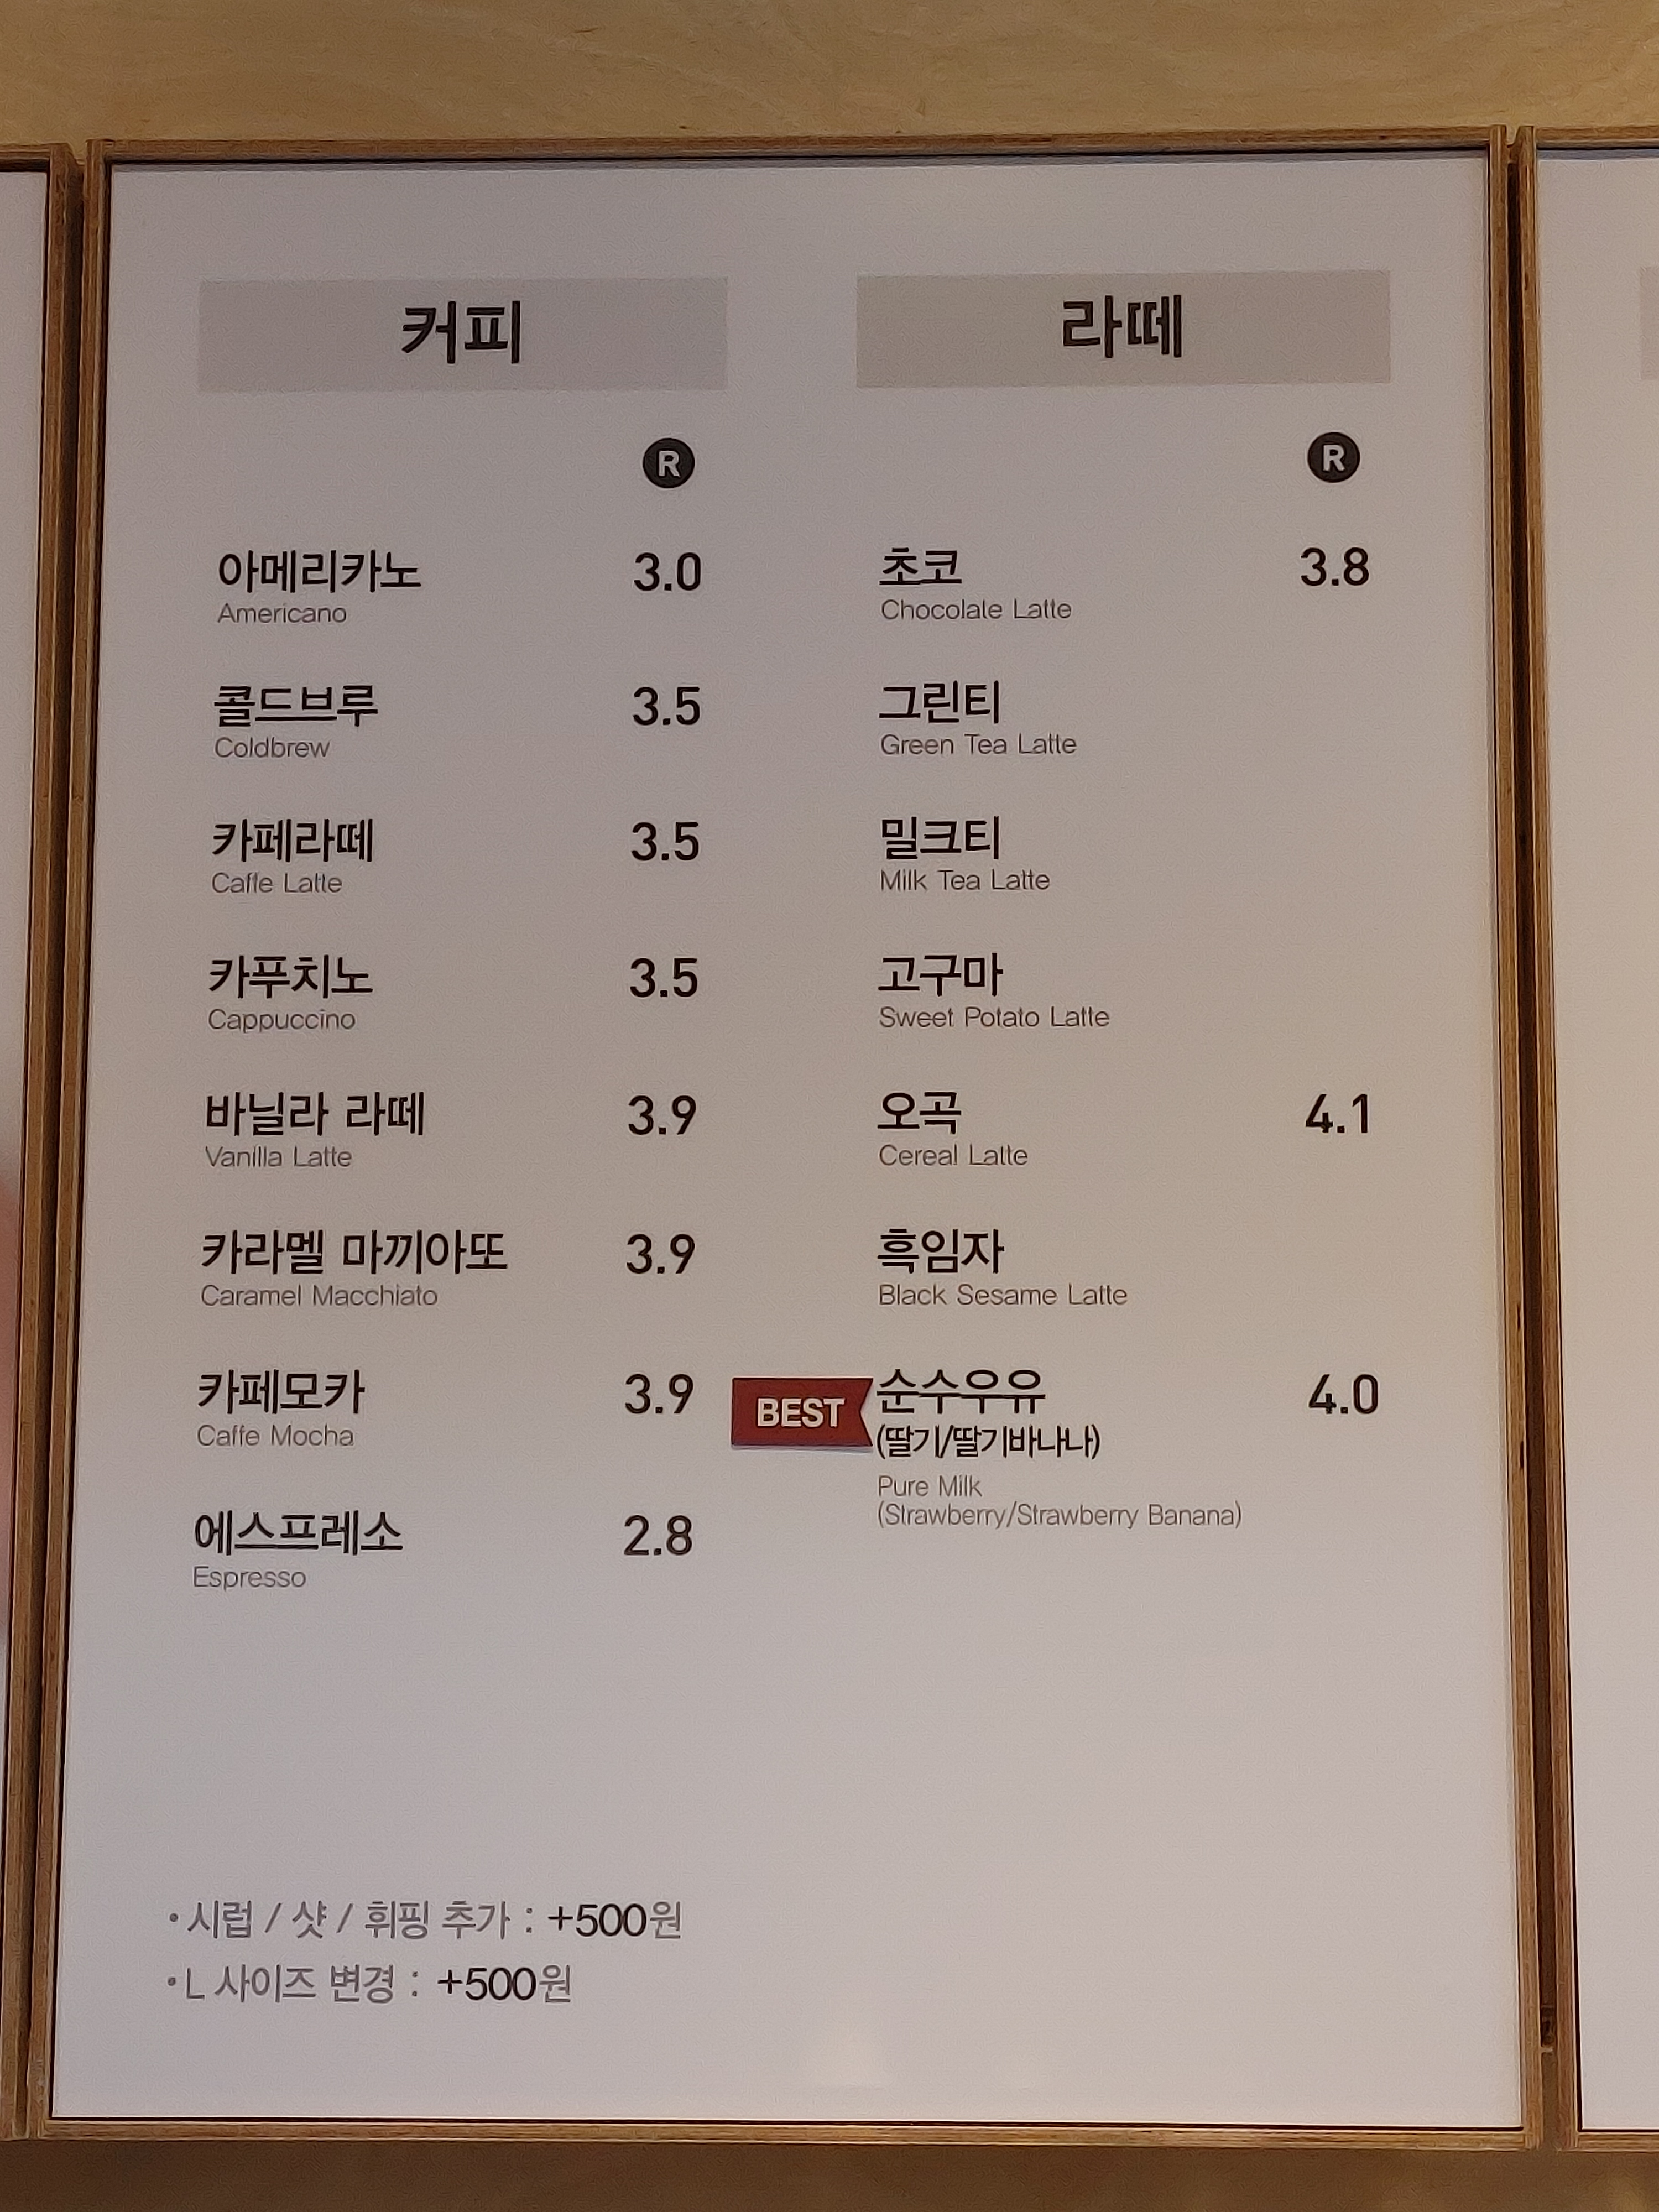 커피
R
아메리카노 3.0
Americano
콜드브루 3.5
Coldbrew
카페라떼 3.5
Caffe Latte
카푸치노 3.5
Cappuccino
바닐라 라떼 3.9
Vanilla Latte
카라멜 마끼아또 3.9
Caramel Macchiato
카페모카 3.9
Caffe Mocha
에스프레소 2.8
Espresso
라떼
R
초코 3.8
Chocolate Latte
그린티
Green Tea Latte
밀크티
Milk Tea Latte
고구마
Sweet Potato Latte
오곡 4.1
Cereal Latte
흑임자
Black Sesame Latte
BEST 순수우유 4.0
(딸기/딸기바나나)
Pure Milk
(Strawberry/Strawberry Banana)
•시럽 / 샷 / 휘핑 추가 : +500원
•L 사이즈 변경 : +500원